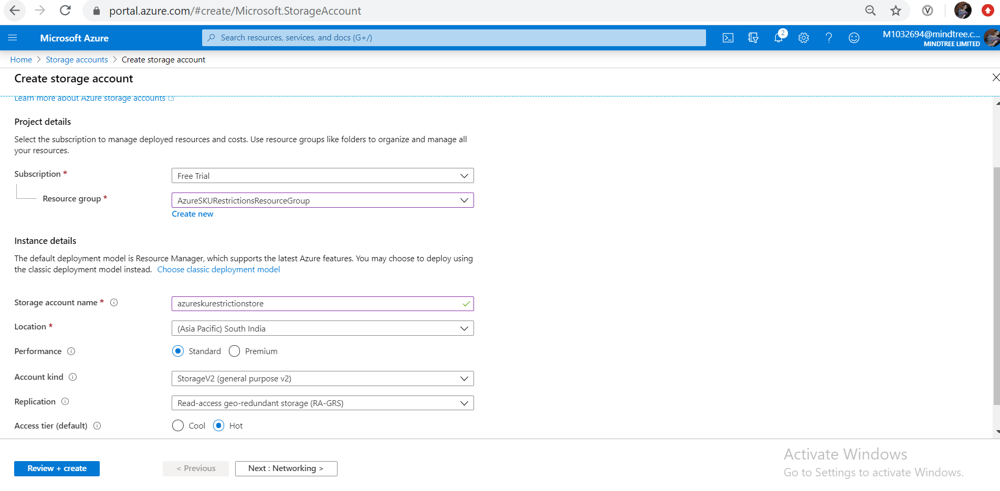 portal.azure.com/#create/Microsoft.StorageAccount
Microsoft Azure
Search resources, services, and docs (G+/)
2
M1032694@mindtree.c...
MINDTREE LIMITED
Home > Storage accounts > Create storage account
Create storage account
Learn more about Azure storage accounts
Project details
Select the subscription to manage deployed resources and costs. Use resource groups like folders to organize and manage all
your resources.
Subscription *
Free Trial
Resource group *
AzureSKURestrictionsResourceGroup
Create new
Instance details
The default deployment model is Resource Manager, which supports the latest Azure features. You may choose to deploy using
the classic deployment model instead. Choose classic deployment model
Storage account name *
azureskurestrictionstore
Location *
(Asia Pacific) South India
Performance
Standard Premium
Account kind
StorageV2 (general purpose v2)
Replication
Read-access geo-redundant storage (RA-GRS)
Access tier (default)
Cool Hot
Review + create
< Previous
Next : Networking >
Activate Windows
Go to Settings to activate Windows.